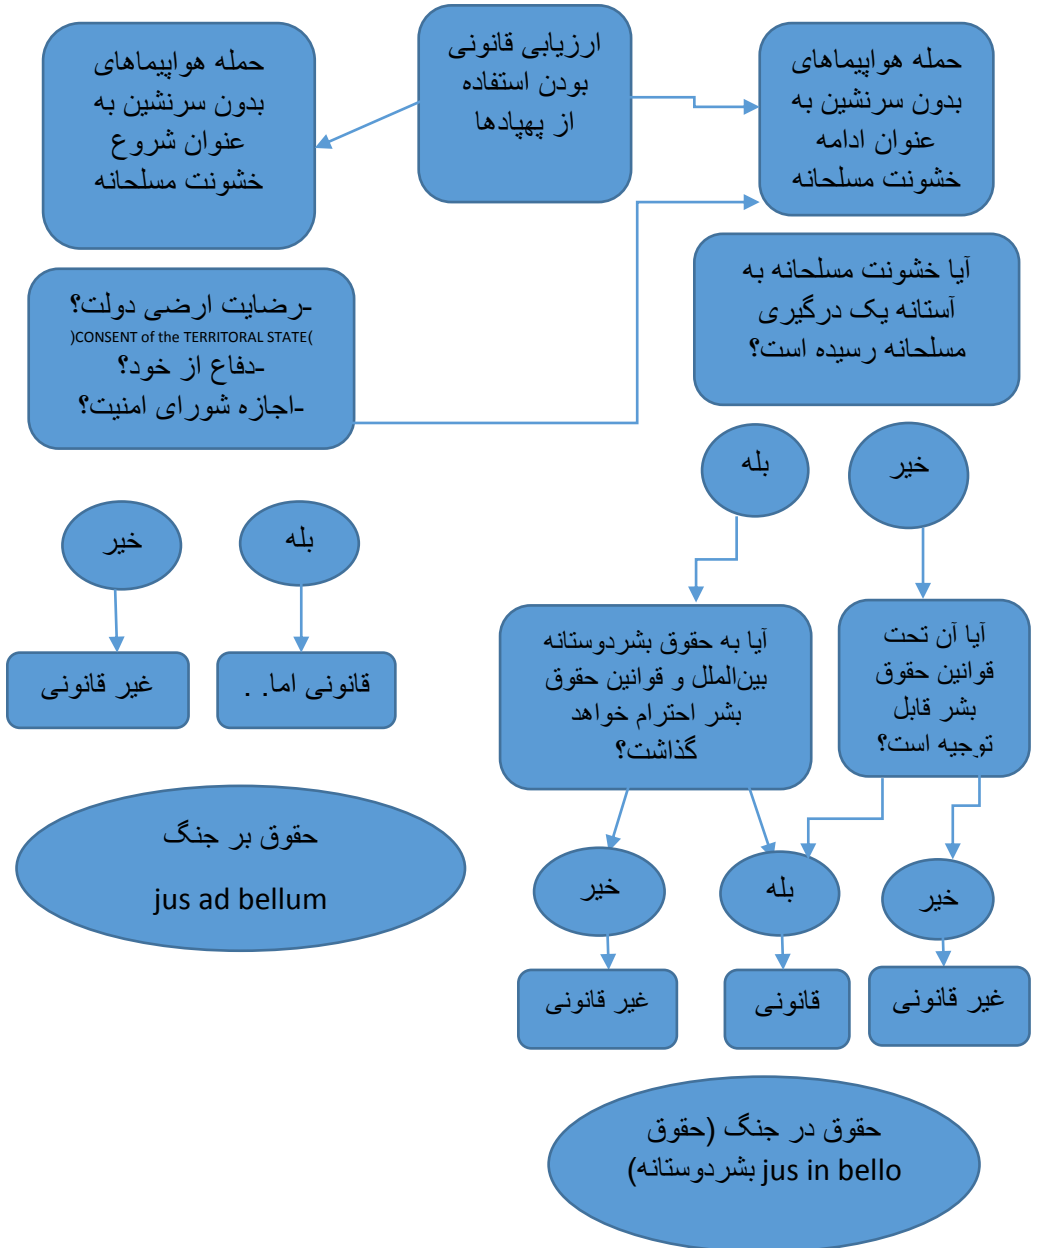 ارزیابی قانونی
بودن استفاده
از پهپادها
حمله هواپیماهای
بدون سرنشین به
عنوان ادامه
خشونت مسلحانه
حمله هواپیماهای
بدون سرنشین به
عنوان شروع
خشونت مسلحانه
آیا خشونت مسلحانه به
آستانه یک درگیری
مسلحانه رسیده است؟
-رضایت ارضی دولت؟
)CONSENT of the TERRITORAL STATE(
-دفاع از خود؟
-اجازه شورای امنیت؟
خیر
بله
بله
خیر
آیا آن تحت
قوانین حقوق
بشر قابل
توجیه است؟
آیا به حقوق بشردوستانه
بین‌الملل و قوانین حقوق
بشر احترام خواهد
گذاشت؟
قانونی اما. .
غیر قانونی
حقوق بر جنگ
jus ad bellum
خیر
بله
خیر
غیر قانونی
قانونی
غیر قانونی
حقوق در جنگ (حقوق
بشردوستانه jus in bello)